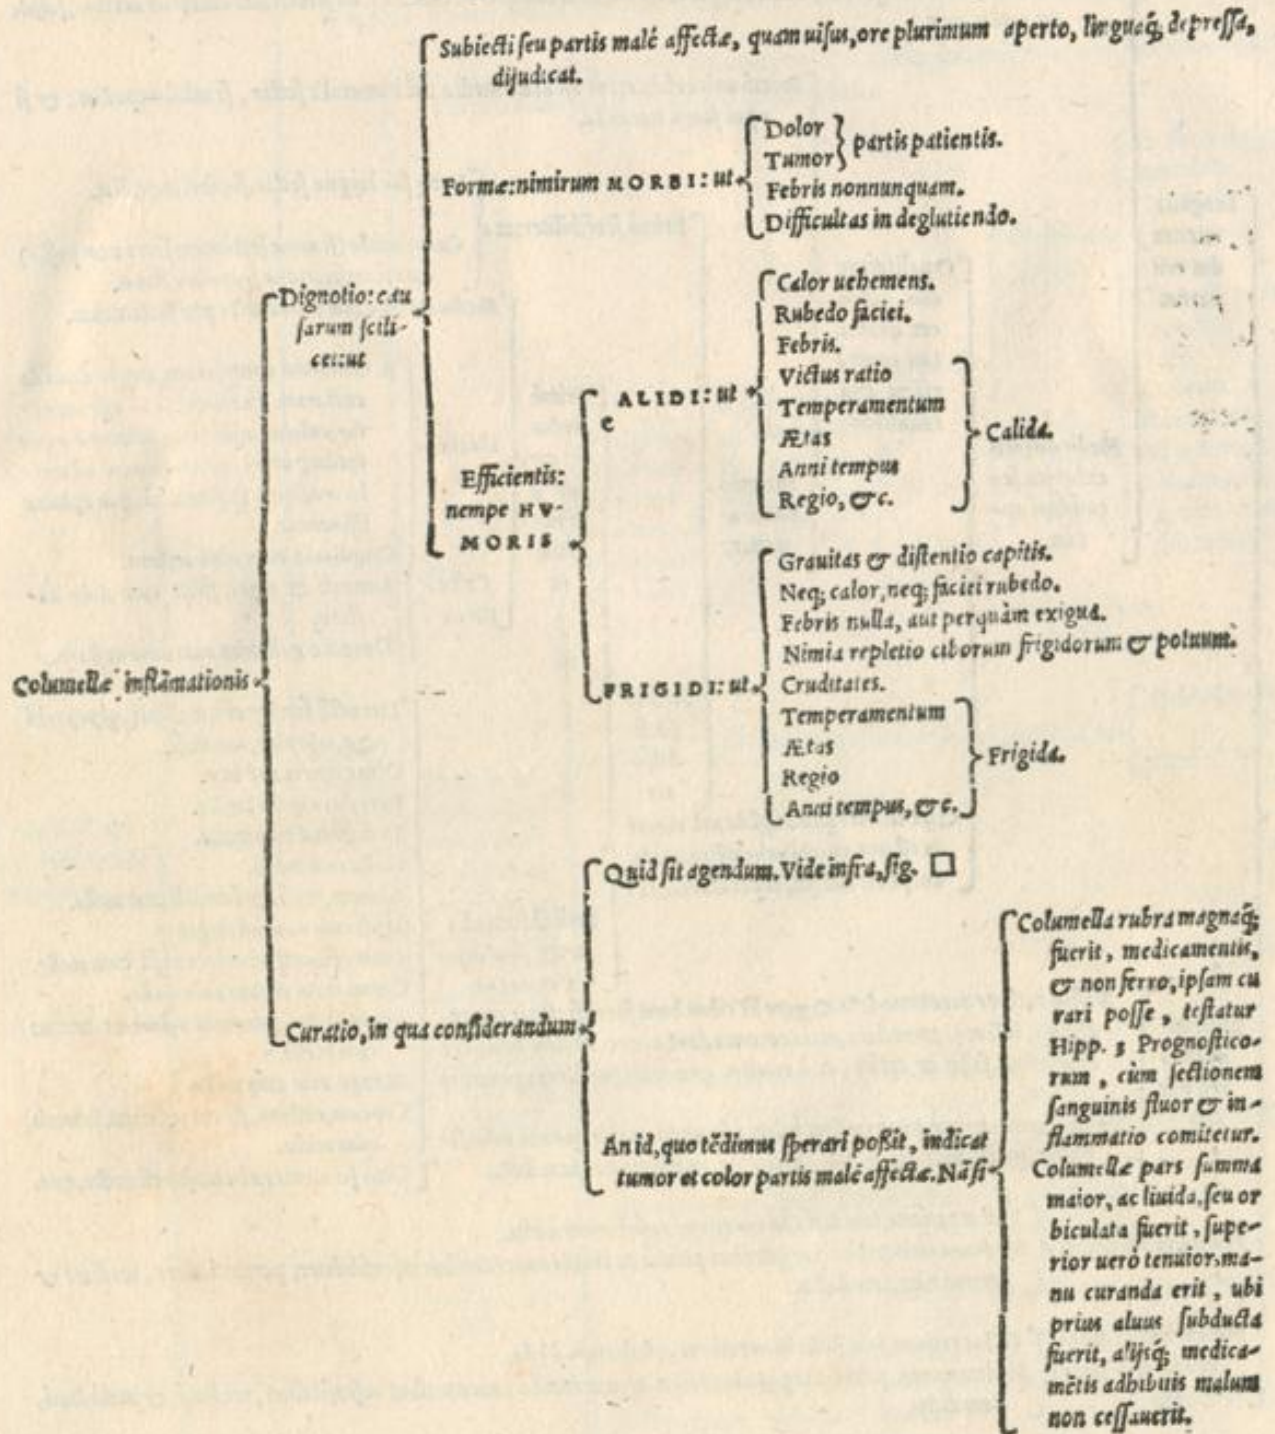 Subiecti ſeu partis malè affectæ, quam uiſus, ore plurimum aperto, linguaq́; depreſſa,
dijudicat.
Dolor
Tumor
partis patientis.
Formæ: nimirum MORBI: ut
Febris nonnunquam.
Difficultas in deglutiendo.
Dignotio: cau
ſarum ſcili-
cet: ut
Calor uehemens.
Rubedo faciei.
Febris.
Victus ratio
ALIDI: ut
c
Temperamentum
Ætas
Calida.
Anni tempus
Regio, & c.
Efficientis:
nempe HV-
MORIS
Grauitas & diſtentio capitis.
Neq; calor, neq; faciei rubedo.
Febris nulla, aut perquàm exigua.
Nimia repletio ciborum frigidorum & potuum.
FRIGIDI: ut
Cruditates.
Temperamentum
Ætas
Frigida.
Regio
Anni tempus, & c.
Columellæ inflāmationis
Quid ſit agendum. Vide infra, ſig. □
Curatio, in qua conſiderandum
An id, quo tēdimus ſperari poßit, indicat
tumor et color partis malè affectæ. Nā ſi
Columella rubra magnaq́;
fuerit, medicamentis,
& non ferro, ipſam cu
rari poſſe, teſtatur
Hipp. 3 Prognoſtico-
rum, cùm ſectionem
ſanguinis fluor & in-
flammatio comitetur.
Columellæ pars ſumma
maior, ac liuida, ſeu or
biculata fuerit, ſupe-
rior uerò tenuior, ma-
nu curanda erit, ubi
prius aluus ſubducta
fuerit, alijsq́; medica-
mētis adhibitis malum
non ceſſauerit.